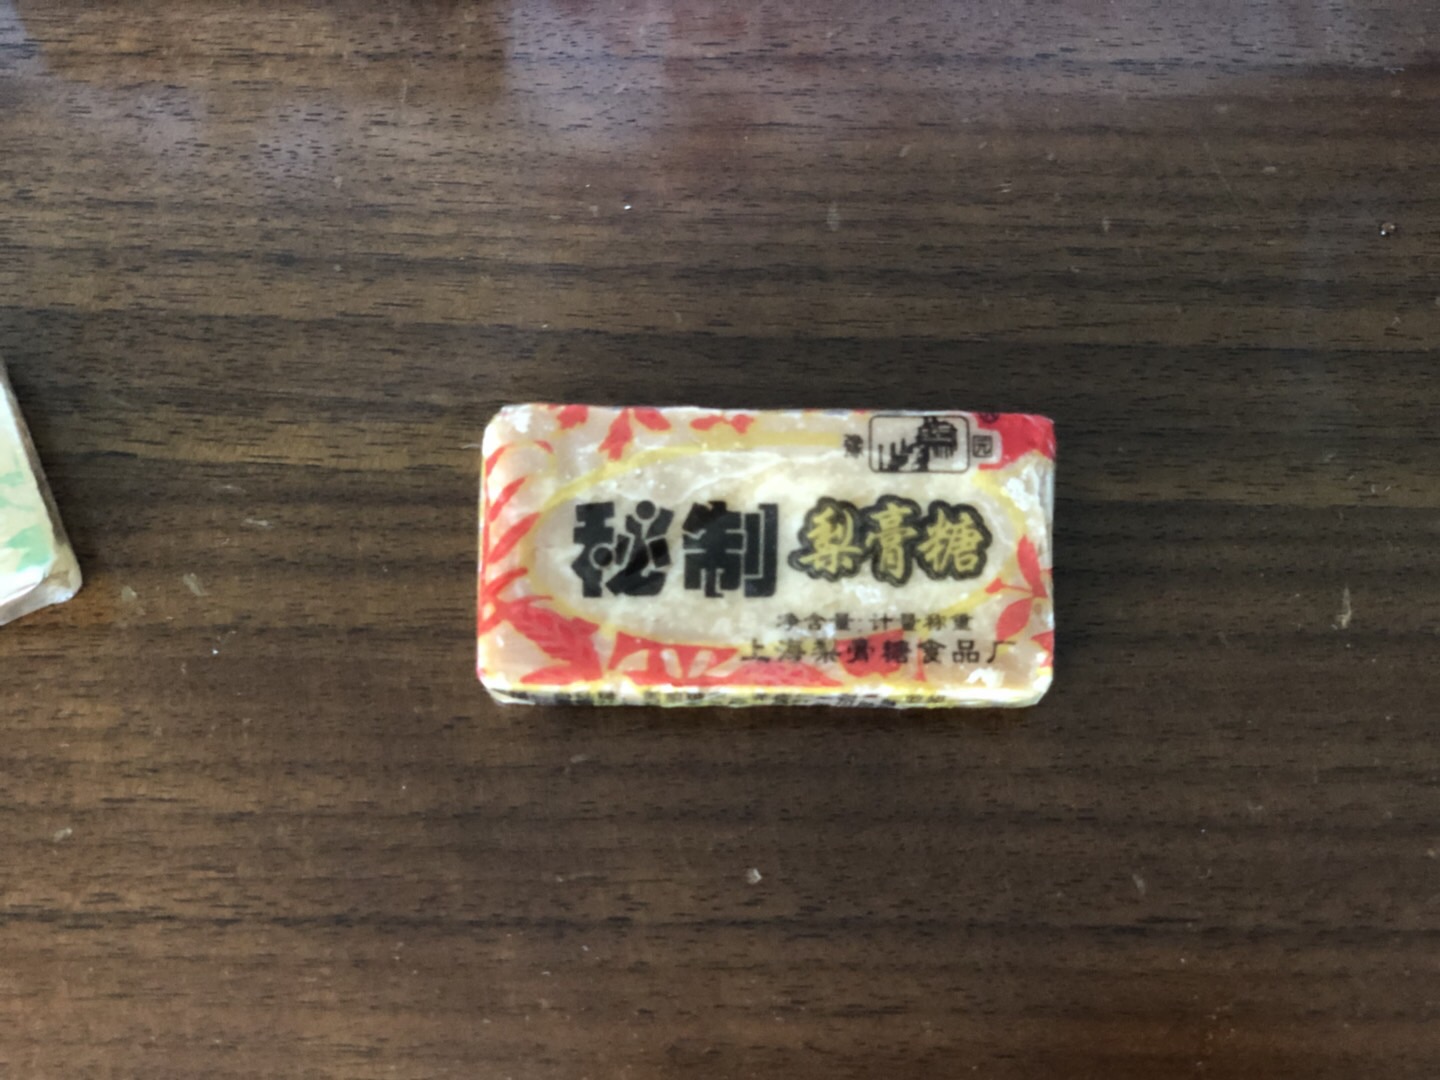 豫 园
秘制 梨膏糖
净含量:计量称重
上海梨膏糖食品厂